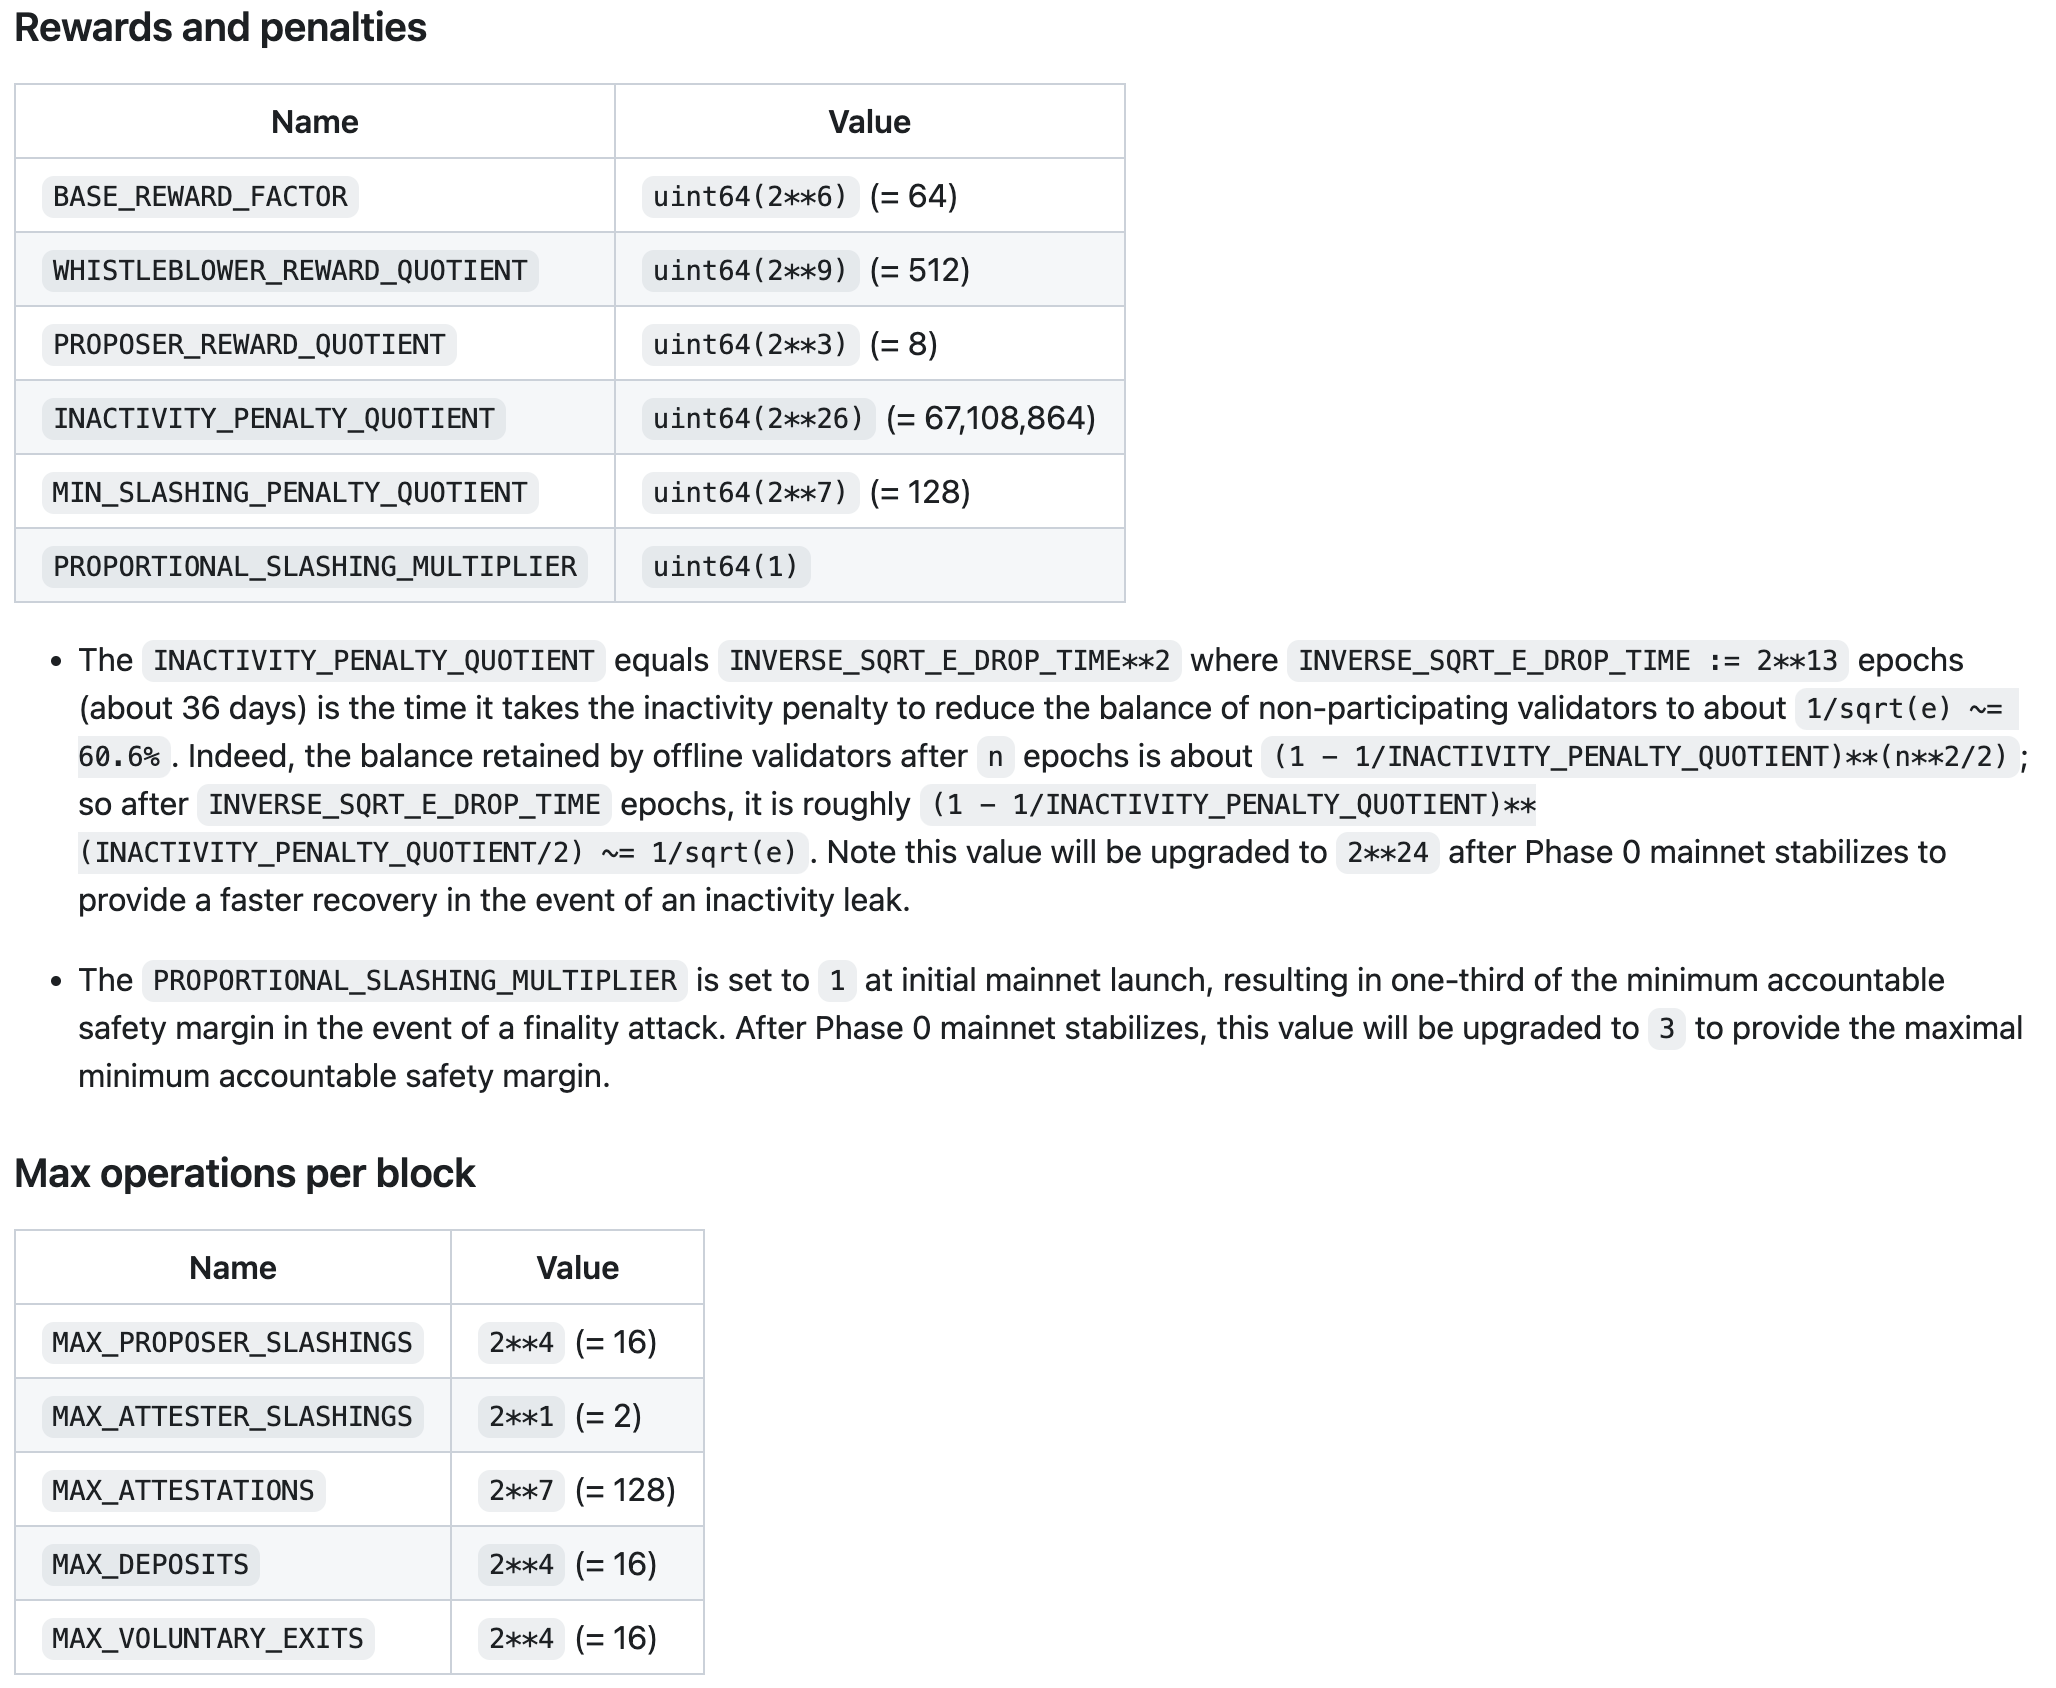 Rewards and penalties
Name Value
BASE_REWARD_FACTOR uint64(2**6) (= 64)
WHISTLEBLOWER_REWARD_QUOTIENT uint64(2**9) (= 512)
PROPOSER_REWARD_QUOTIENT uint64(2**3) (= 8)
INACTIVITY_PENALTY_QUOTIENT uint64(2**26) (= 67,108,864)
MIN_SLASHING_PENALTY_QUOTIENT uint64(2**7) (= 128)
PROPORTIONAL_SLASHING_MULTIPLIER uint64(1)
• The INACTIVITY_PENALTY_QUOTIENT equals INVERSE_SQRT_E_DROP_TIME**2 where INVERSE_SQRT_E_DROP_TIME := 2**13 epochs
(about 36 days) is the time it takes the inactivity penalty to reduce the balance of non-participating validators to about 1/sqrt(e) ~=
60.6%. Indeed, the balance retained by offline validators after n epochs is about (1 - 1/INACTIVITY_PENALTY_QUOTIENT)**(n**2/2);
so after INVERSE_SQRT_E_DROP_TIME epochs, it is roughly (1 - 1/INACTIVITY_PENALTY_QUOTIENT)**
(INACTIVITY_PENALTY_QUOTIENT/2) ~= 1/sqrt(e). Note this value will be upgraded to 2**24 after Phase 0 mainnet stabilizes to
provide a faster recovery in the event of an inactivity leak.
• The PROPORTIONAL_SLASHING_MULTIPLIER is set to 1 at initial mainnet launch, resulting in one-third of the minimum accountable
safety margin in the event of a finality attack. After Phase 0 mainnet stabilizes, this value will be upgraded to 3 to provide the maximal
minimum accountable safety margin.
Max operations per block
Name Value
MAX_PROPOSER_SLASHINGS 2**4 (= 16)
MAX_ATTESTER_SLASHINGS 2**1 (= 2)
MAX_ATTESTATIONS 2**7 (= 128)
MAX_DEPOSITS 2**4 (= 16)
MAX_VOLUNTARY_EXITS 2**4 (= 16)